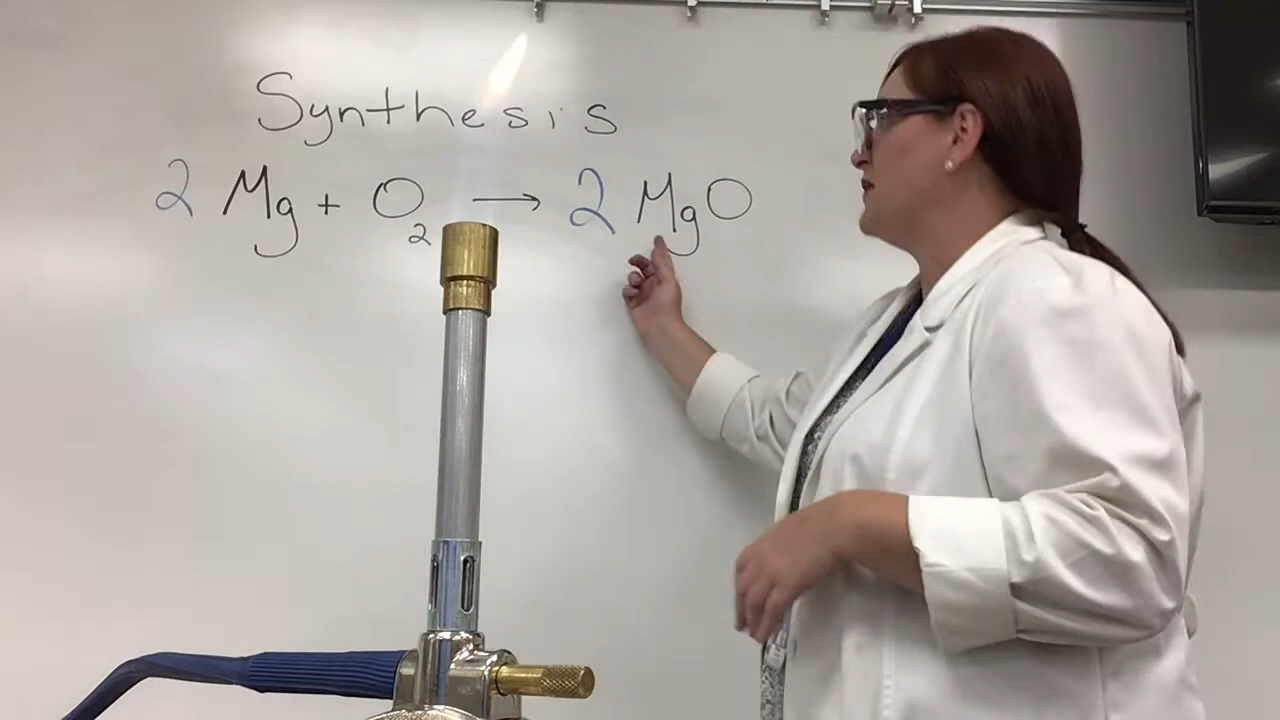 Synthesis
2 Mg + O₂ → 2 MgO